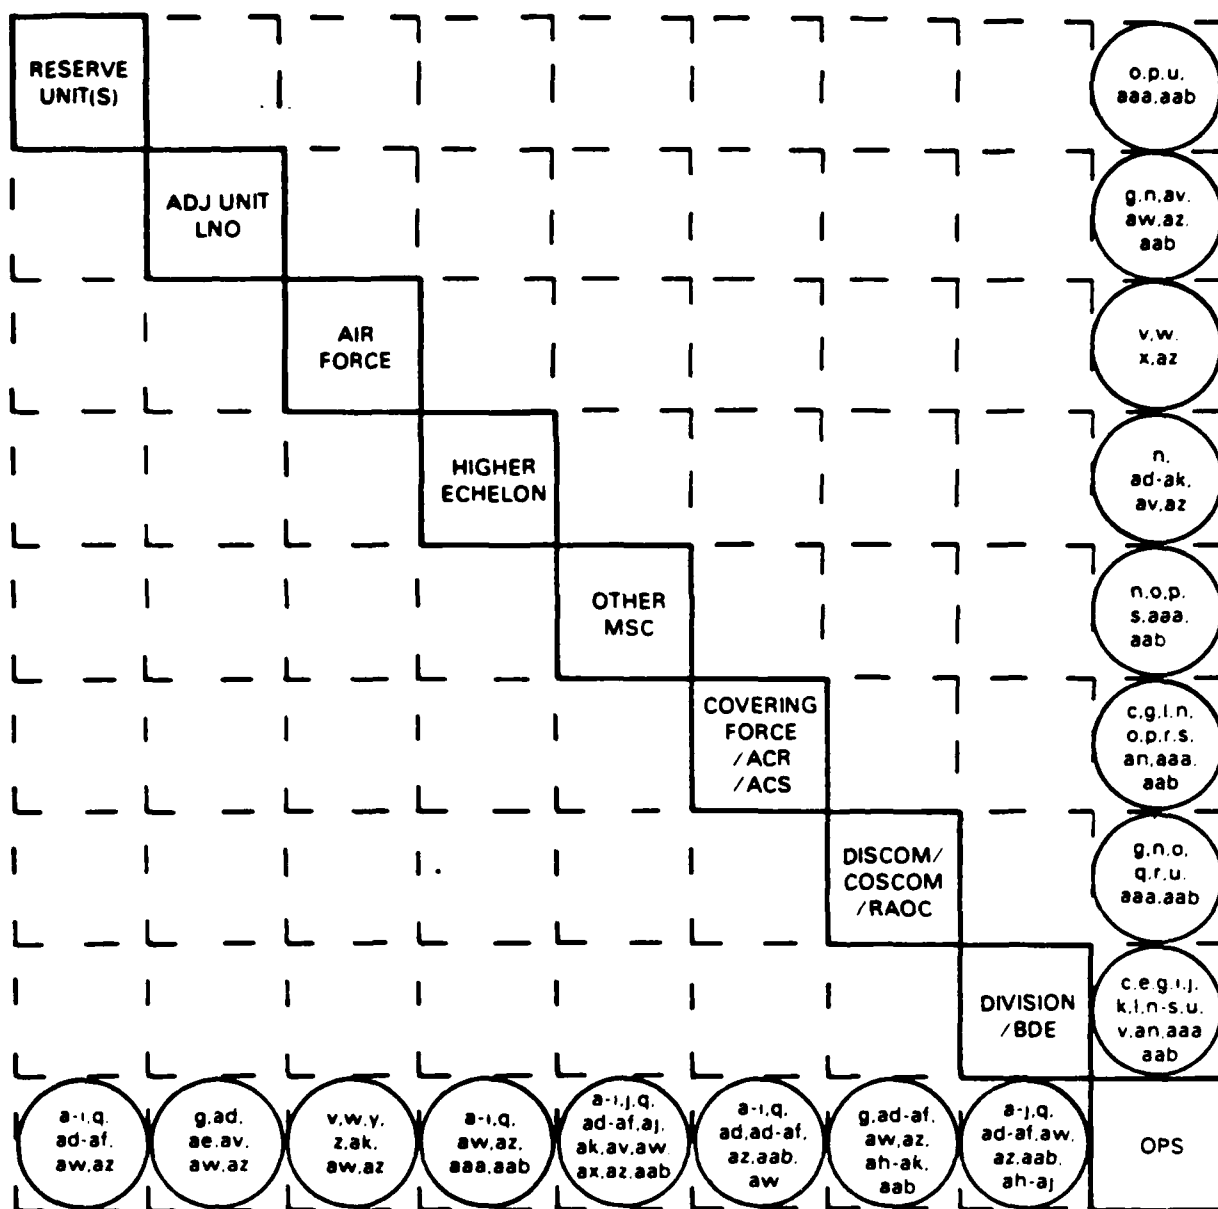 RESERVE
UNIT(S)
o.p.u.
aaa.aab
ADJ UNIT
LNO
g.n.av.
aw.az.
aab
AIR
FORCE
v.w.
x.az
HIGHER
ECHELON
n.
ad-ak.
av.az
OTHER
MSC
n.o.p.
s.aaa.
aab
COVERING
FORCE
/ACR
/ACS
c.g.l.n.
o.p.r.s.
an.aaa.
aab
DISCOM/
COSCOM
/RAOC
g.n.o.
q.r.u.
aaa.aab
DIVISION
/BDE
c.e.g.i.j.
k.l.n-s.u.
v.an.aaa
aab
a-i.q.
ad-af.
aw.az
g.ad.
ae.av.
aw.az
v.w.y.
z.ak.
aw.az
a-i.q.
aw.az.
aaa.aab
a-i.j.q.
ad-af.aj.
ak.av.aw.
ax.az.aab
a-i.q.
ad.ad-af.
az.aab.
aw
g.ad-af.
aw.az.
ah-ak.
aab
a-j.q.
ad-af.aw.
az.aab.
ah-aj
OPS